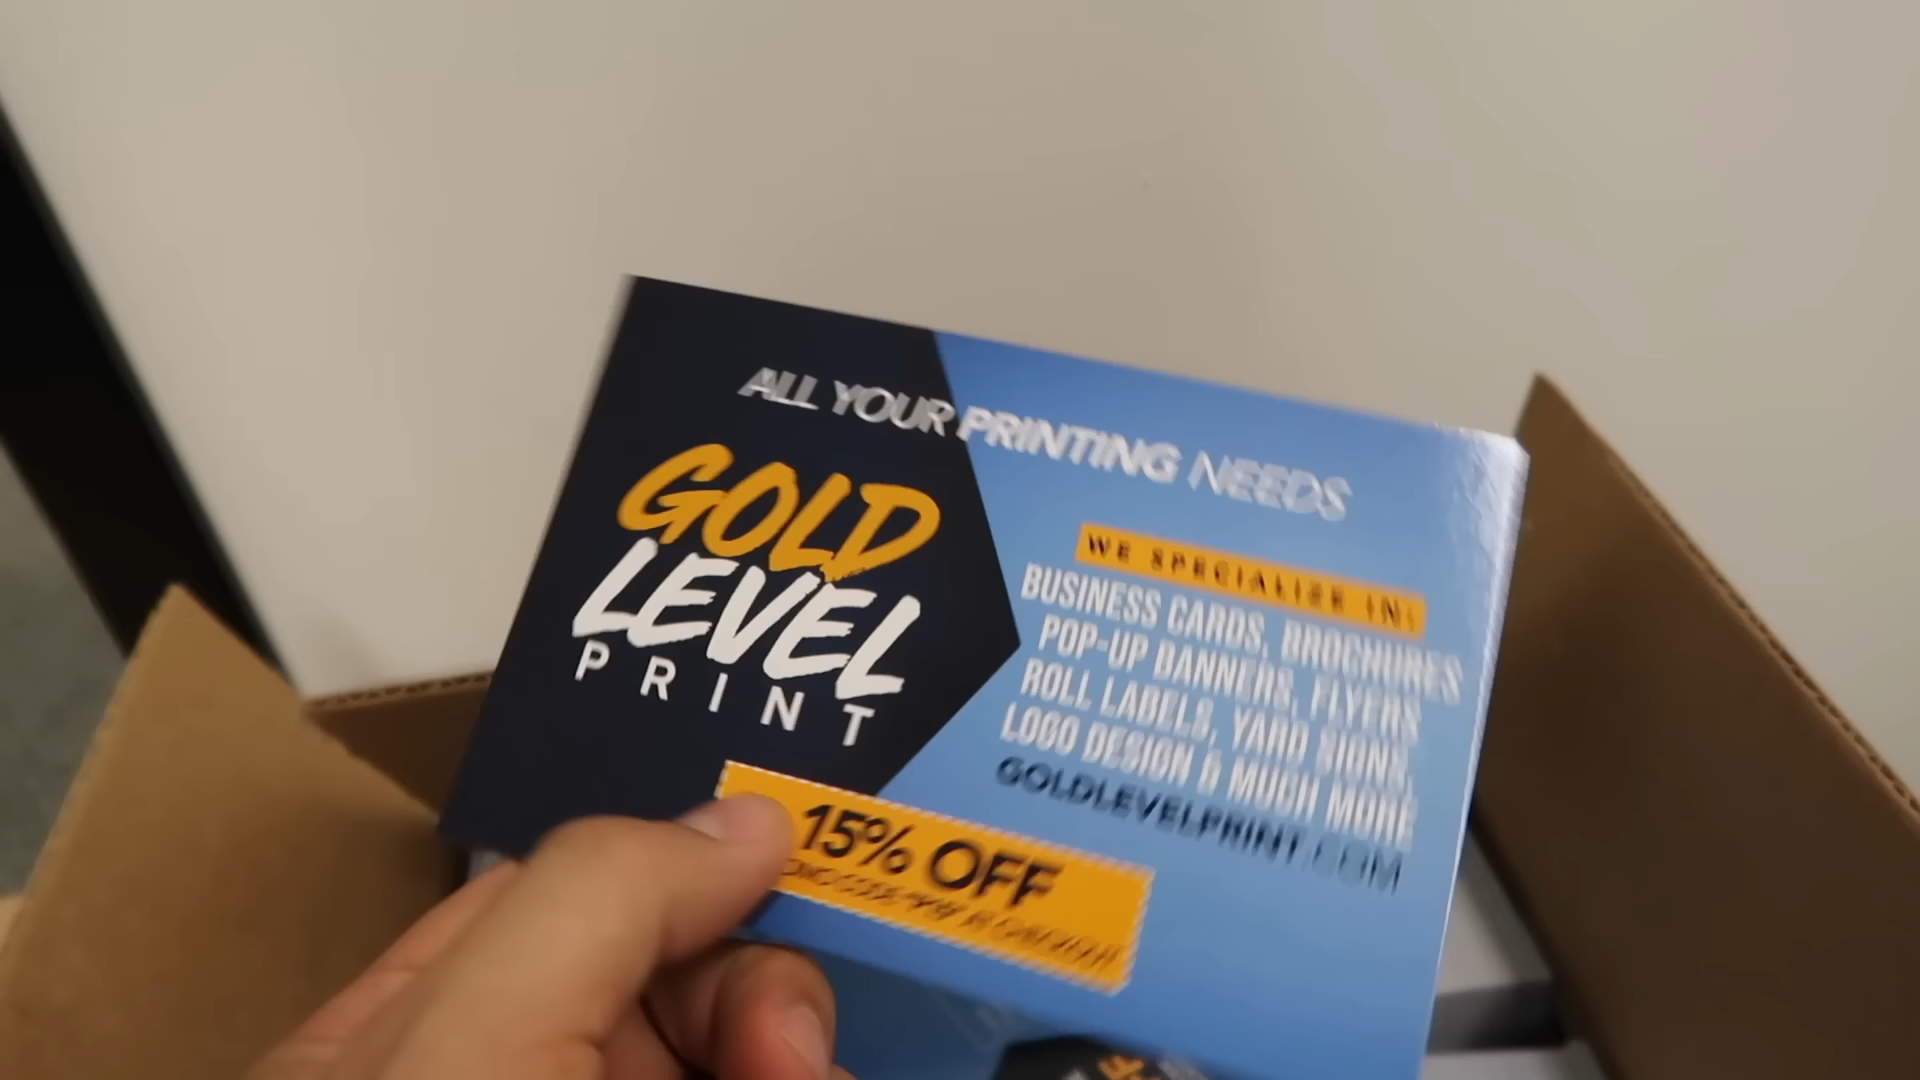 ALL YOUR PRINTING NEEDS
GOLD
LEVEL
PRINT
WE SPECIALIZE IN:
BUSINESS CARDS, BROCHURES
POP-UP BANNERS, FLYERS
ROLL LABELS, YARD SIGNS,
LOGO DESIGN & MUCH MORE
GOLDLEVELPRINT.COM
15% OFF